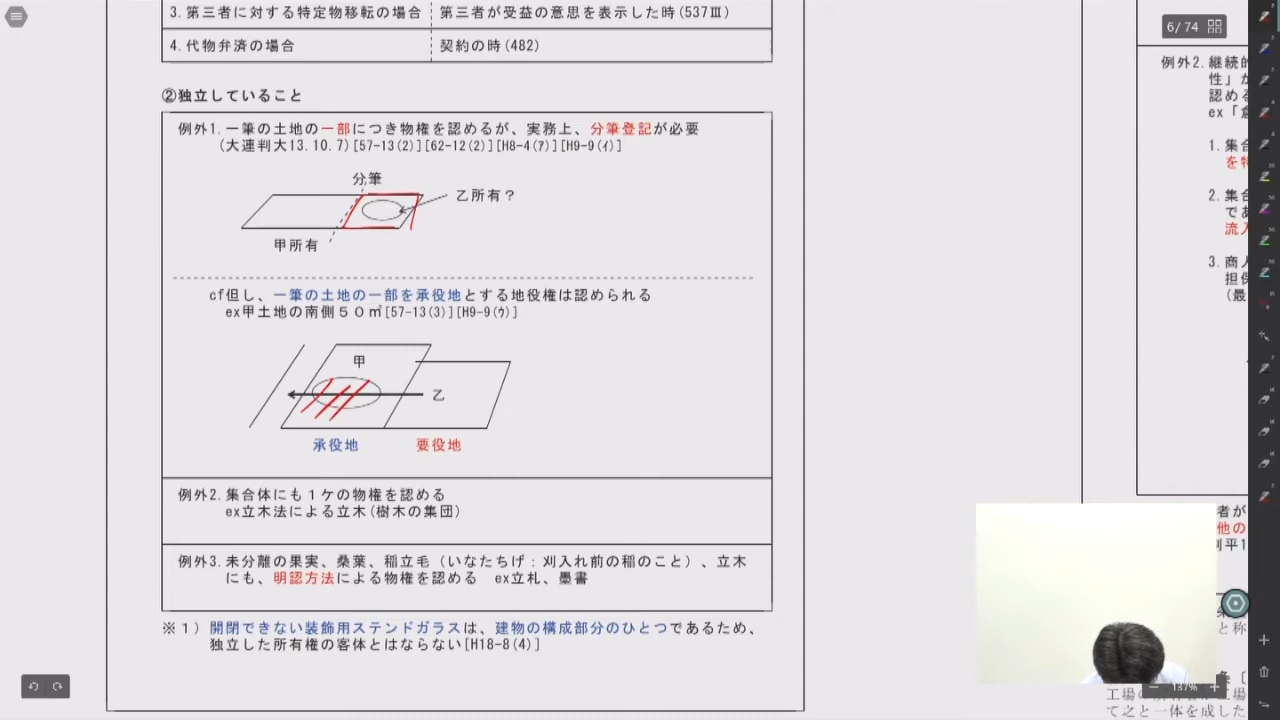 3.第三者に対する特定物移転の場合 第三者が受益の意思を表示した時(537Ⅲ)
4.代物弁済の場合 契約の時(482)
②独立していること
例外1.一筆の土地の一部につき物権を認めるが、実務上、分筆登記が必要
(大連判大13.10.7)[57-13(2)][62-12(2)][H8-4(ｱ)][H9-9(ｲ)]
分筆
乙所有？
甲所有
cf但し、一筆の土地の一部を承役地とする地役権は認められる
ex甲土地の南側５０㎡[57-13(3)][H9-9(ｳ)]
甲
乙
承役地 要役地
例外2.集合体にも１ケの物権を認める
ex立木法による立木(樹木の集団)
例外3.未分離の果実、桑葉、稲立毛（いなたちげ：刈入れ前の稲のこと）、立木
にも、明認方法による物権を認める ex立札、墨書
※１）開閉できない装飾用ステンドガラスは、建物の構成部分のひとつであるため、
独立した所有権の客体とはならない[H18-8(4)]
6/74
例外2.継続的
性」か
認める
ex「倉
1.集合
を特
2.集合
であ
流入
3.商人
担保
(最
者が
他の
判平1
と称
条〔
工場の
工場
て之と一体を成した
137%